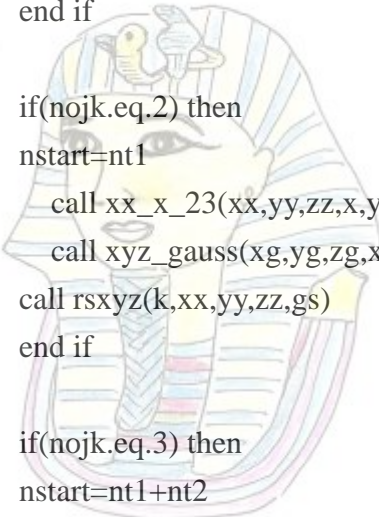 end if
if(nojk.eq.2) then
nstart=nt1
call xx_x_23(xx,yy,zz,x,y
call xyz_gauss(xg,yg,zg,x
call rsxyz(k,xx,yy,zz,gs)
end if
if(nojk.eq.3) then
nstart=nt1+nt2